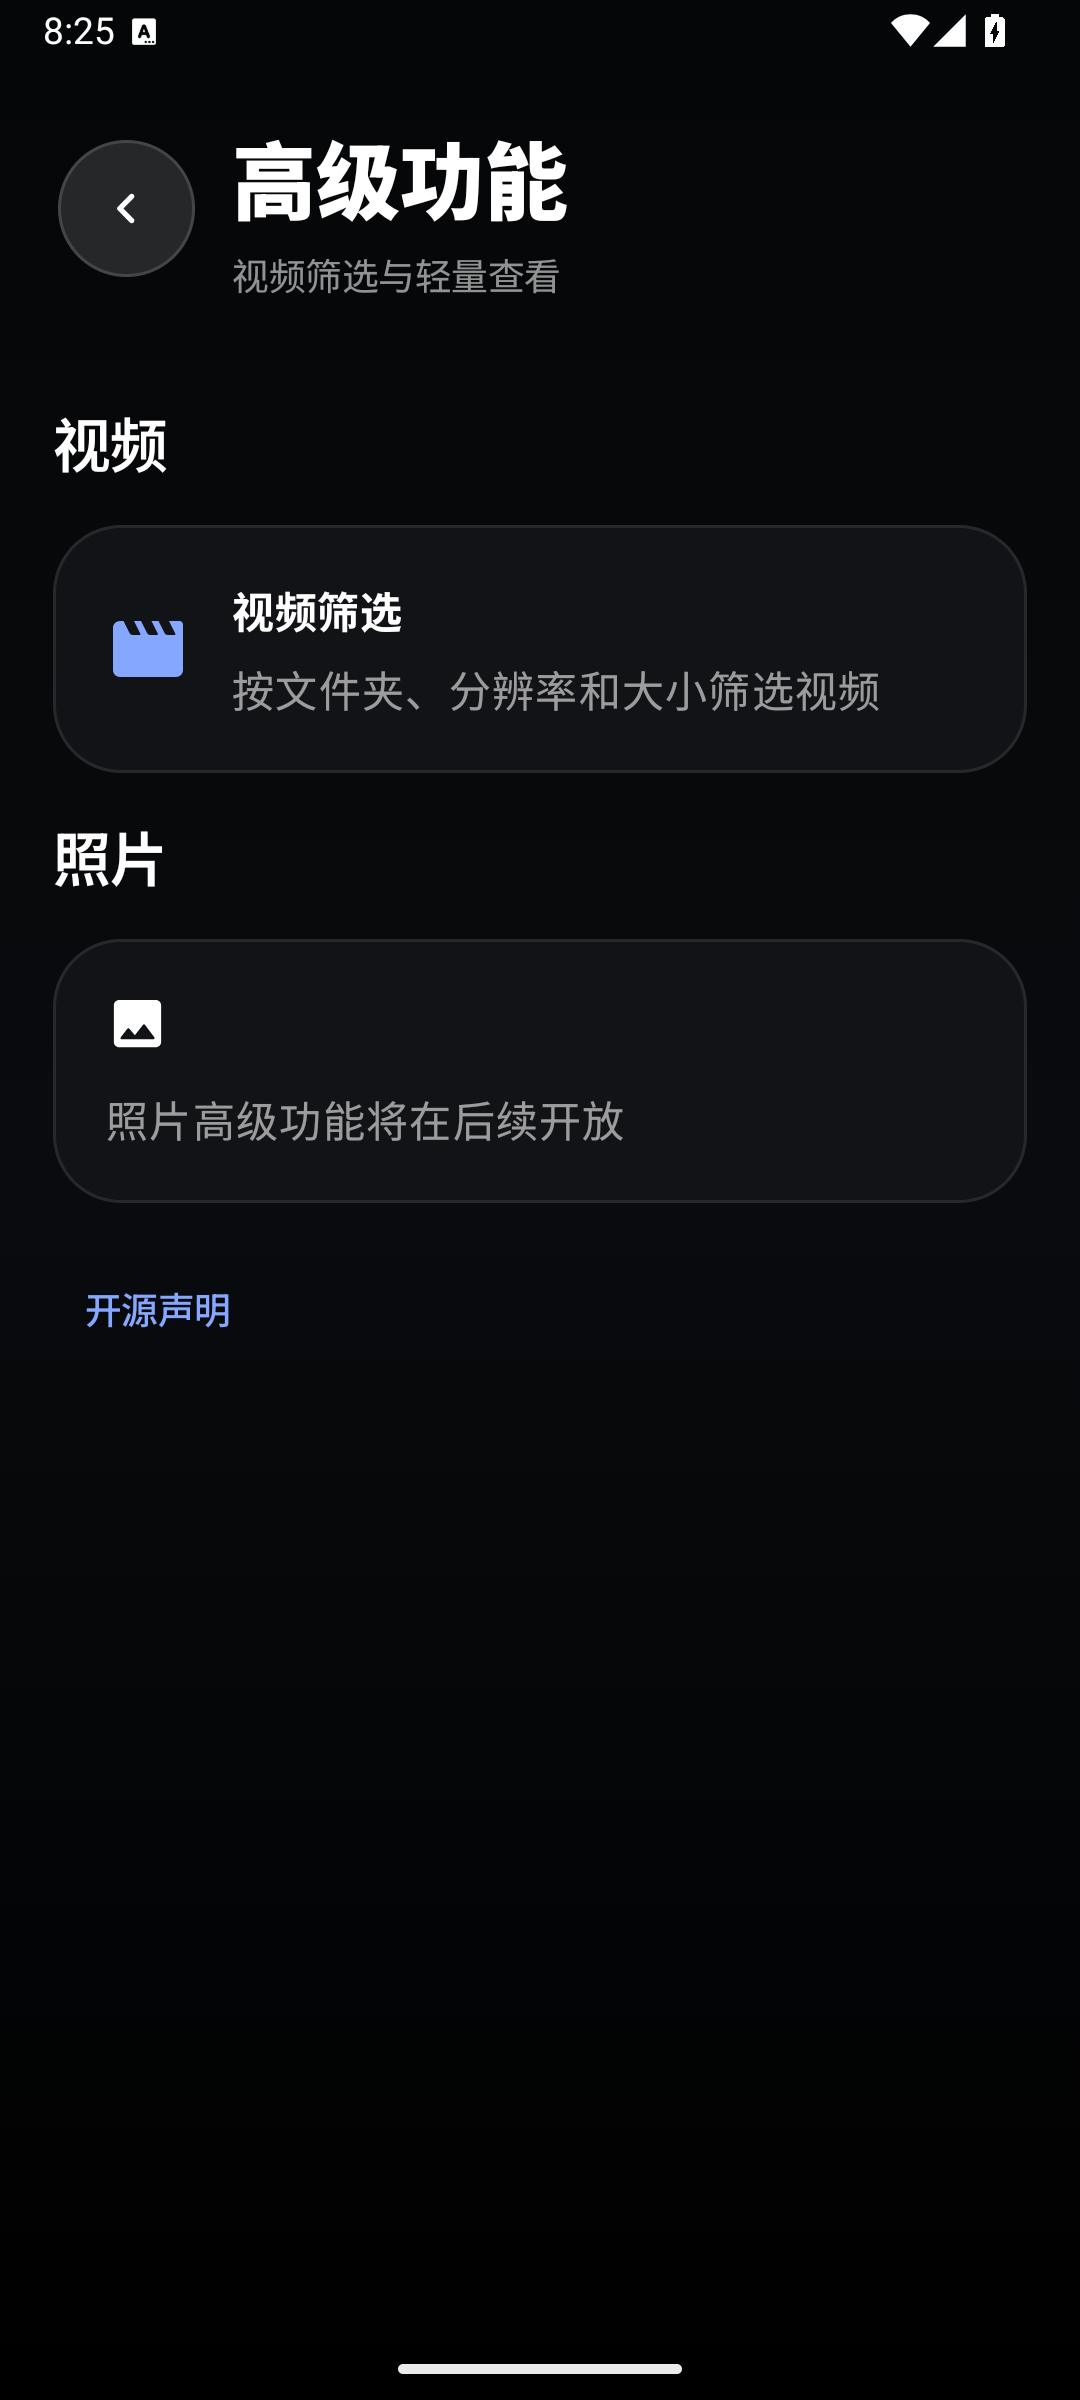 8:25
高级功能
视频筛选与轻量查看
视频
视频筛选
按文件夹、分辨率和大小筛选视频
照片
照片高级功能将在后续开放
开源声明